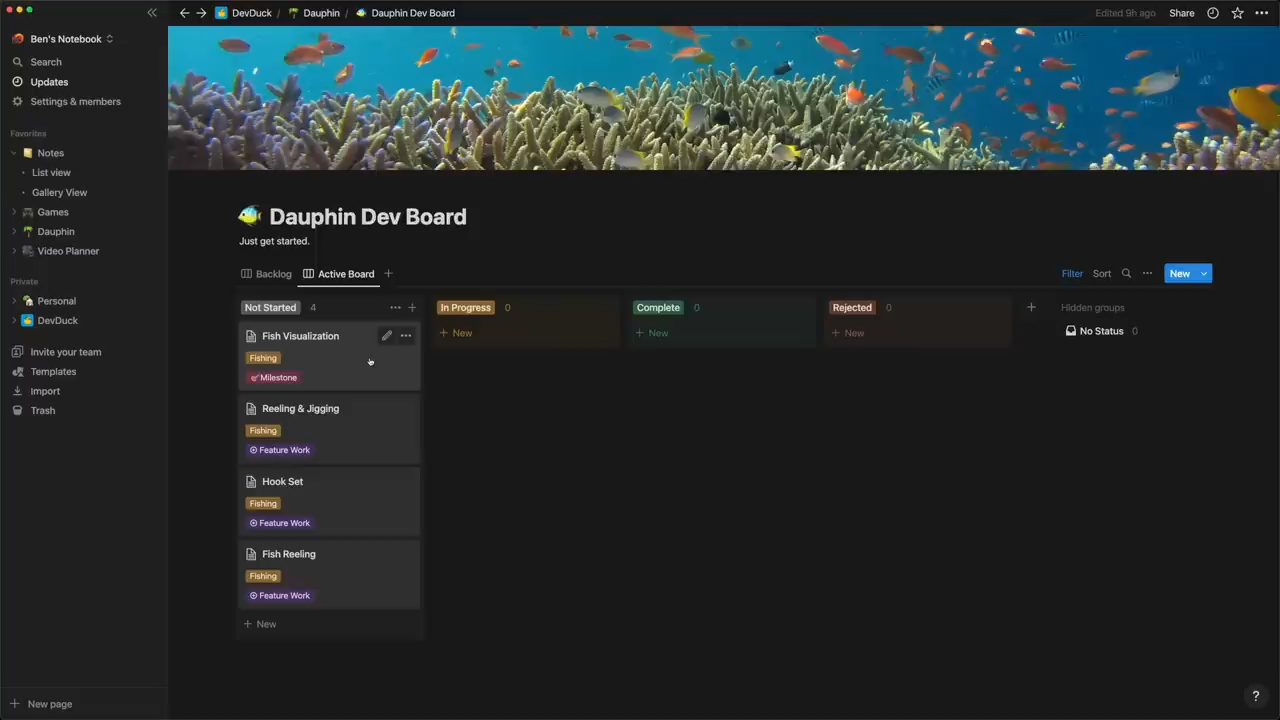 DevDuck / Dauphin / Dauphin Dev Board
Edited 9h ago
Share
Ben's Notebook
Search
Updates
Settings & members
Favorites
Notes
List view
Gallery View
Games
Dauphin
Video Planner
Private
Personal
DevDuck
Invite your team
Templates
Import
Trash
New page
Dauphin Dev Board
Just get started.
Backlog
Active Board
Filter
Sort
New
Not Started 4
Fish Visualization
Fishing
Milestone
Reeling & Jigging
Fishing
Feature Work
Hook Set
Fishing
Feature Work
Fish Reeling
Fishing
Feature Work
+ New
In Progress 0
+ New
Complete 0
+ New
Rejected 0
+ New
Hidden groups
No Status 0
?